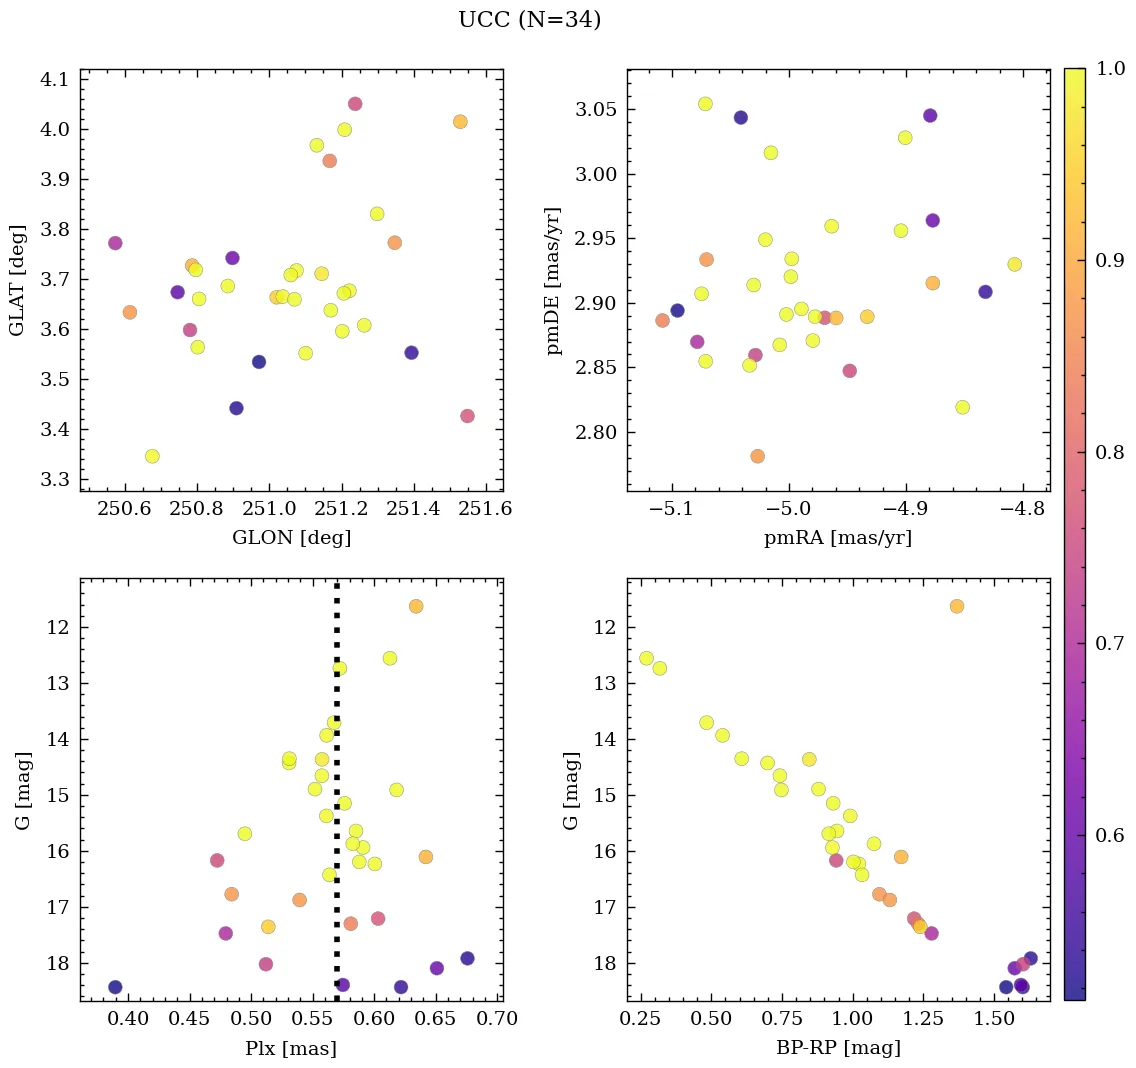 UCC (N=34)
4.1
4.0
3.9
3.8
3.7
3.6
3.5
3.4
3.3
GLAT [deg]
250.6 250.8 251.0 251.2 251.4 251.6
GLON [deg]
3.05
3.00
2.95
2.90
2.85
2.80
pmDE [mas/yr]
−5.1 −5.0 −4.9 −4.8
pmRA [mas/yr]
1.0
0.9
0.8
0.7
0.6
12
13
14
15
16
17
18
G [mag]
0.40 0.45 0.50 0.55 0.60 0.65 0.70
Plx [mas]
12
13
14
15
16
17
18
G [mag]
0.25 0.50 0.75 1.00 1.25 1.50
BP-RP [mag]